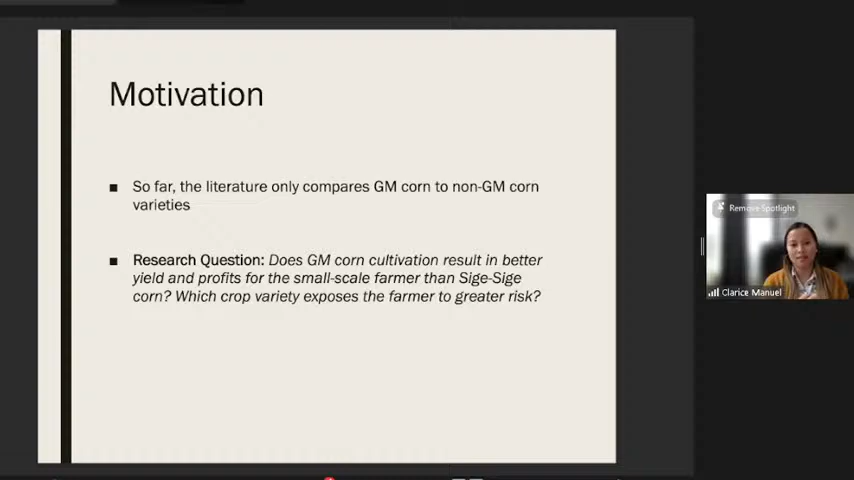 Motivation
■ So far, the literature only compares GM corn to non-GM corn
varieties
■ Research Question: Does GM corn cultivation result in better
yield and profits for the small-scale farmer than Sige-Sige
corn? Which crop variety exposes the farmer to greater risk?
Remove Spotlight
Clarice Manuel